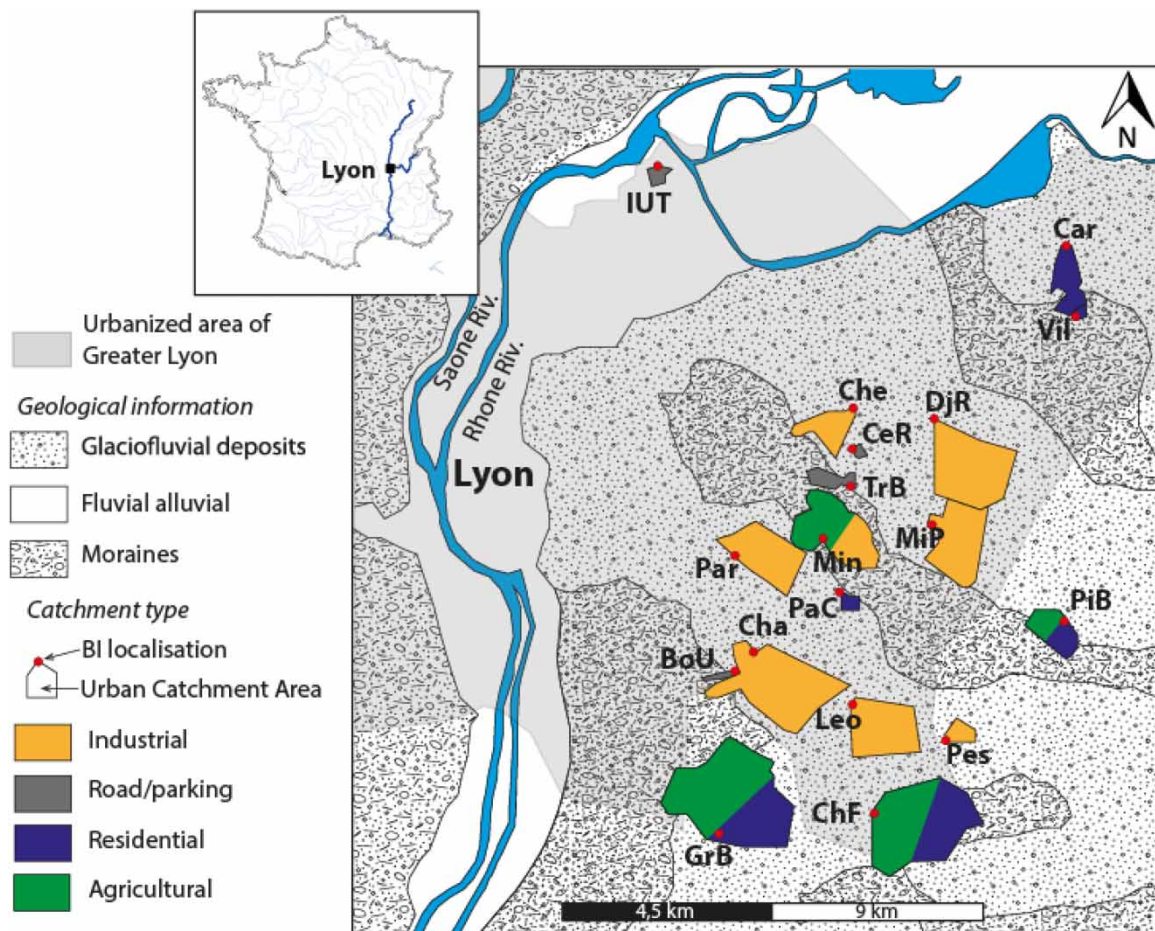 Lyon
N
IUT
Car
Vil
Saone Riv.
Rhone Riv.
Urbanized area of
Greater Lyon
Geological information
Glaciofluvial deposits
Fluvial alluvial
Moraines
Catchment type
BI localisation
Urban Catchment Area
Industrial
Road/parking
Residential
Agricultural
Lyon
Che
DjR
CeR
TrB
MiP
Min
Par
PaC
PiB
Cha
BoU
Leo
Pes
ChF
GrB
4,5 km
9 km